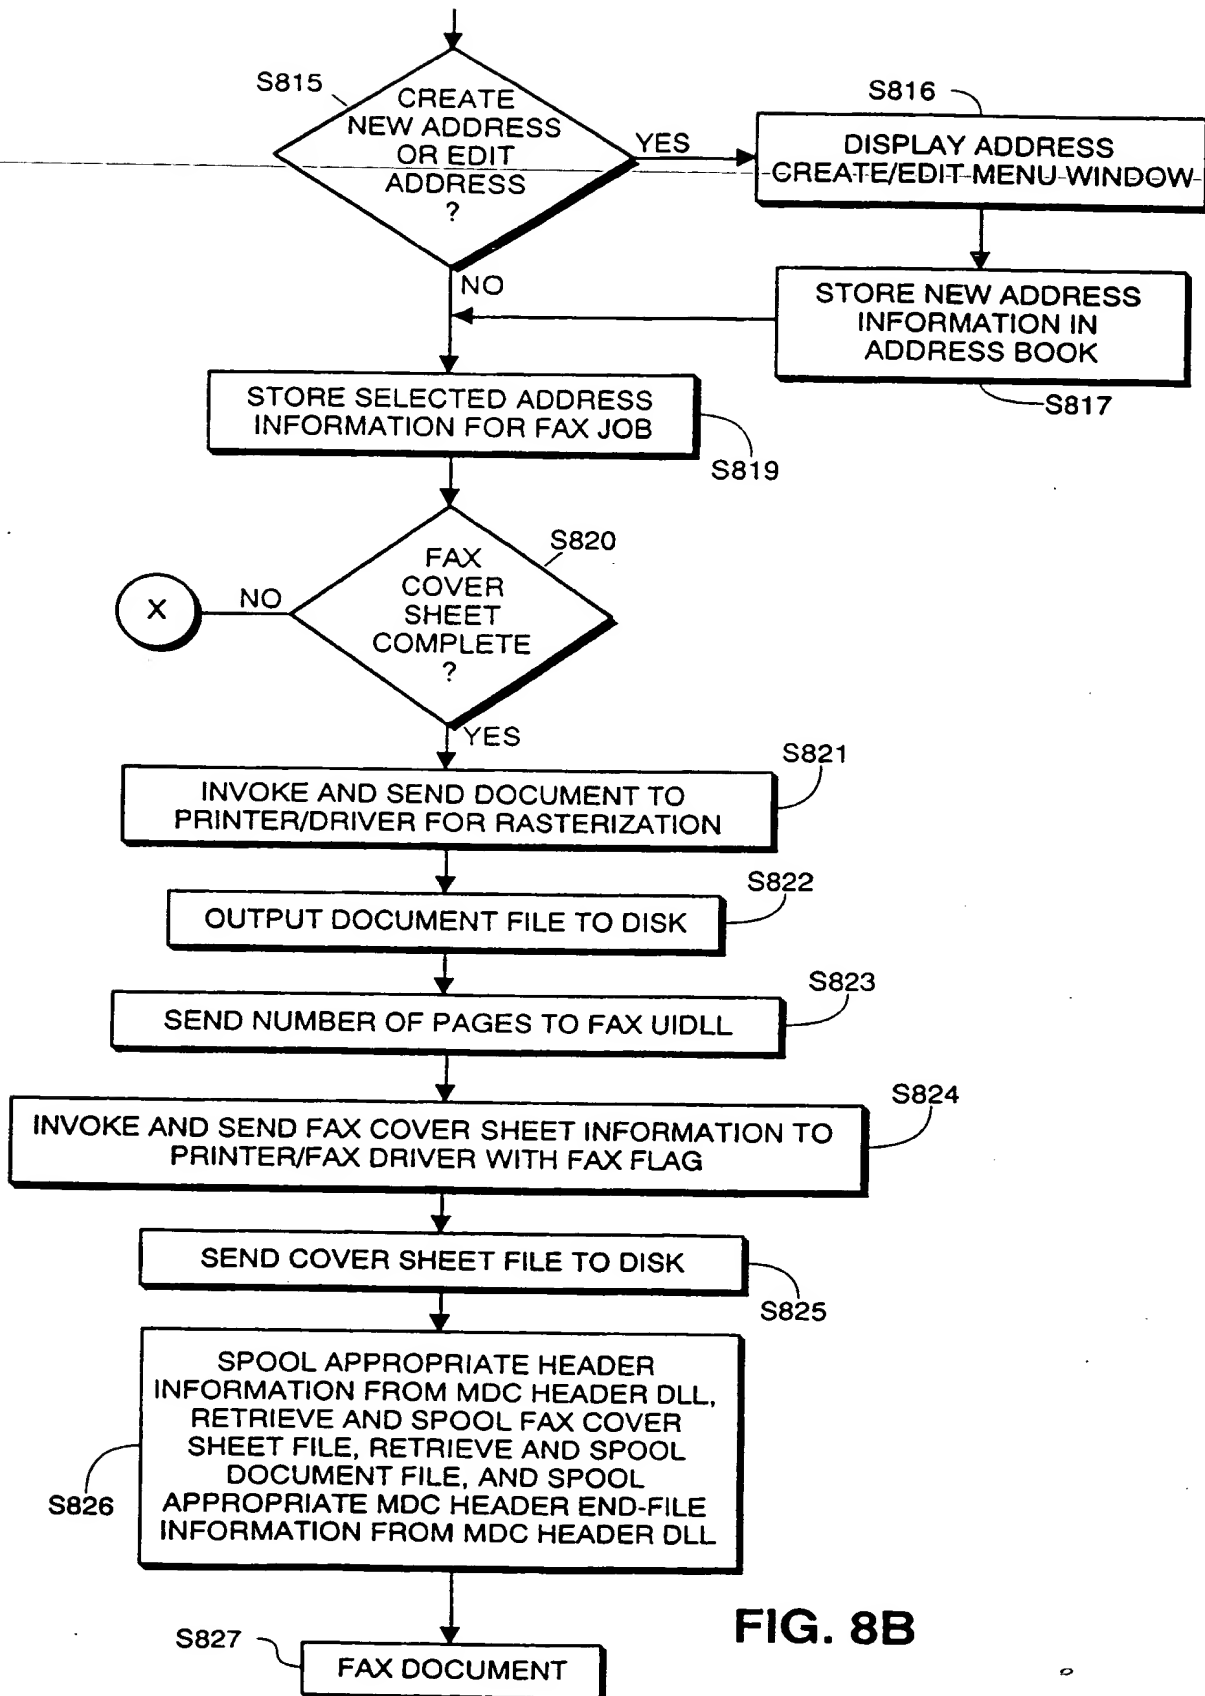 S815
CREATE
NEW ADDRESS
OR EDIT
ADDRESS
?
YES
S816
DISPLAY ADDRESS
CREATE/EDIT MENU WINDOW
NO
STORE NEW ADDRESS
INFORMATION IN
ADDRESS BOOK
S817
STORE SELECTED ADDRESS
INFORMATION FOR FAX JOB
S819
S820
FAX
COVER
SHEET
COMPLETE
?
NO
X
YES
S821
INVOKE AND SEND DOCUMENT TO
PRINTER/DRIVER FOR RASTERIZATION
S822
OUTPUT DOCUMENT FILE TO DISK
S823
SEND NUMBER OF PAGES TO FAX UIDLL
S824
INVOKE AND SEND FAX COVER SHEET INFORMATION TO
PRINTER/FAX DRIVER WITH FAX FLAG
SEND COVER SHEET FILE TO DISK
S825
SPOOL APPROPRIATE HEADER
INFORMATION FROM MDC HEADER DLL,
RETRIEVE AND SPOOL FAX COVER
SHEET FILE, RETRIEVE AND SPOOL
DOCUMENT FILE, AND SPOOL
APPROPRIATE MDC HEADER END-FILE
INFORMATION FROM MDC HEADER DLL
S826
S827
FAX DOCUMENT
FIG. 8B